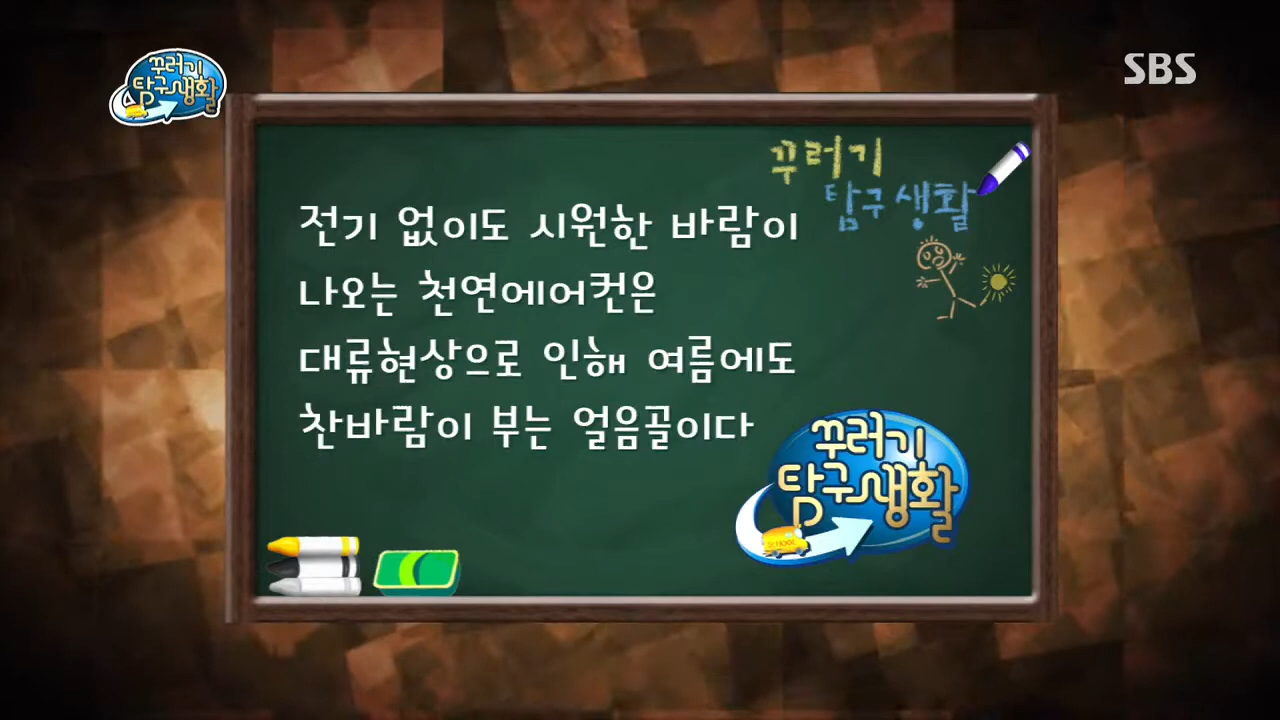 꾸러기
탐구생활
SBS
꾸러기
탐구생활
전기 없이도 시원한 바람이
나오는 천연에어컨은
대류현상으로 인해 여름에도
찬바람이 부는 얼음골이다
꾸러기
탐구생활
SCHOOL